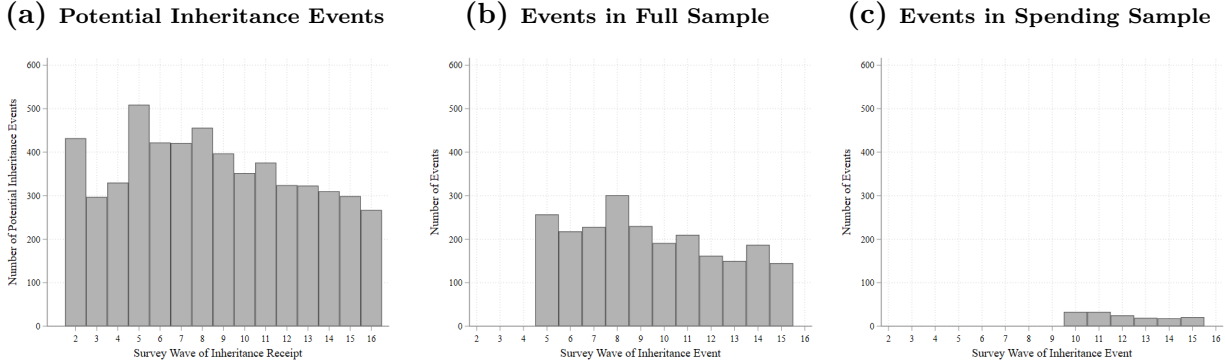 (a) Potential Inheritance Events
600
500
400
300
200
100
0
Number of Potential Inheritance Events
2 3 4 5 6 7 8 9 10 11 12 13 14 15 16
Survey Wave of Inheritance Receipt
(b) Events in Full Sample
600
500
400
300
200
100
0
Number of Events
2 3 4 5 6 7 8 9 10 11 12 13 14 15 16
Survey Wave of Inheritance Event
(c) Events in Spending Sample
600
500
400
300
200
100
0
Number of Events
2 3 4 5 6 7 8 9 10 11 12 13 14 15 16
Survey Wave of Inheritance Event